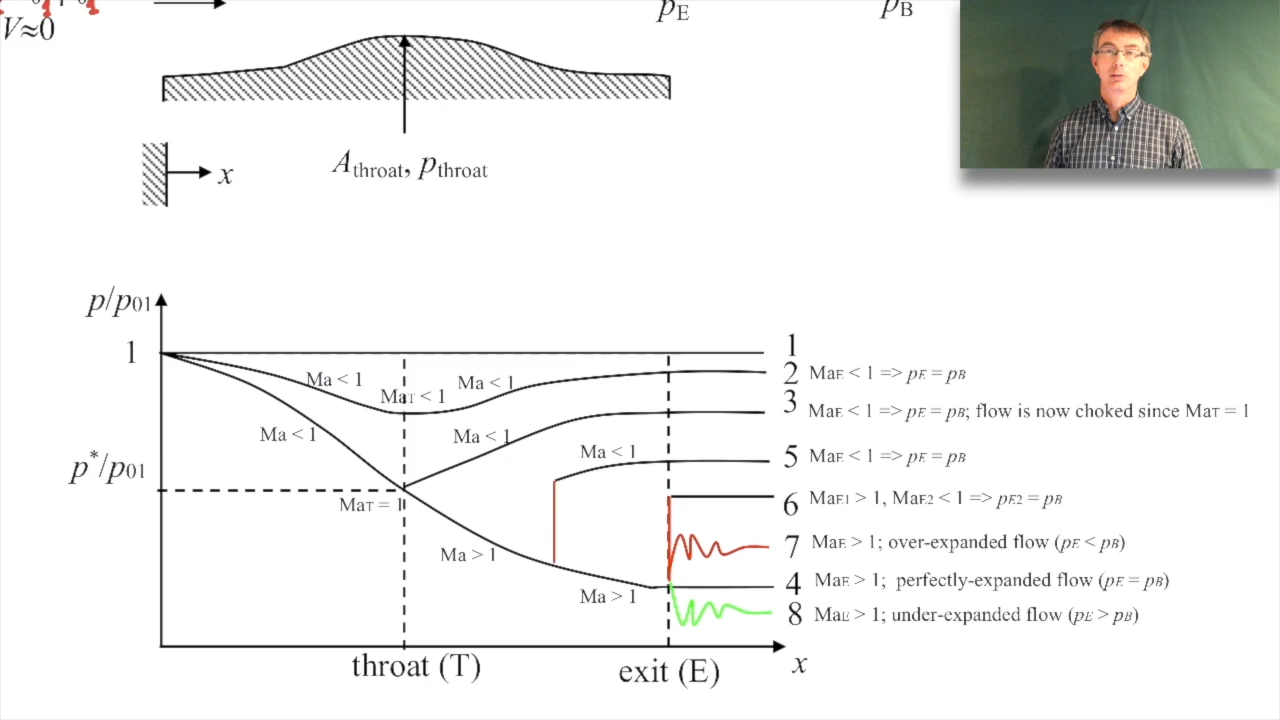 V≈0
pE
pB
x
Athroat, pthroat
p/p01
1
1
Ma < 1
Ma < 1
MaT < 1
2 MaE < 1 => pE = pB
3 MaE < 1 => pE = pB; flow is now choked since MaT = 1
Ma < 1
Ma < 1
Ma < 1
5 MaE < 1 => pE = pB
p*/p01
MaT = 1
6 MaE1 > 1, MaE2 < 1 => pE2 = pB
7 MaE > 1; over-expanded flow (pE < pB)
Ma > 1
4 MaE > 1; perfectly-expanded flow (pE = pB)
Ma > 1
8 MaE > 1; under-expanded flow (pE > pB)
throat (T)
exit (E)
x